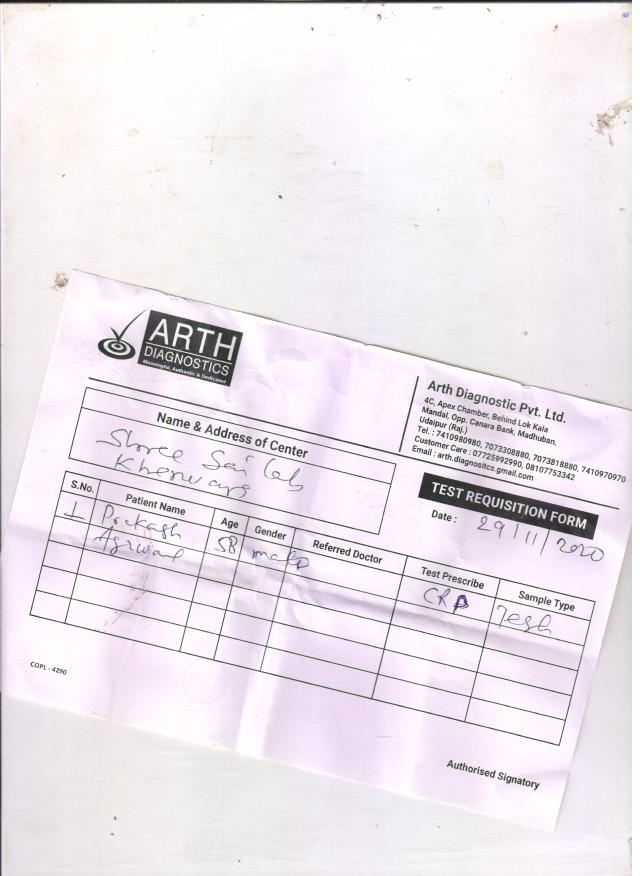 ARTH
DIAGNOSTICS
Meaningful, Authentic & Dedicated
Arth Diagnostic Pvt. Ltd.
4C, Apex Chamber, Behind Lok Kala
Mandal, Opp. Canara Bank, Madhuban,
Udaipur (Raj.)
Tel. : 7410980980, 7073308880, 7073818880, 7410970970
Customer Care : 07725992990, 08107753342
Email : arth.diagnositcs.gmail.com
Name & Address of Center
Shree Sai Lab
Kherwara
TEST REQUISITION FORM
Date : 29/11/2020
S.No. Patient Name Age Gender Referred Doctor Test Prescribe Sample Type
1 Prakash 58 male CRP
Agrwal
COPL - 4290
Authorised Signatory